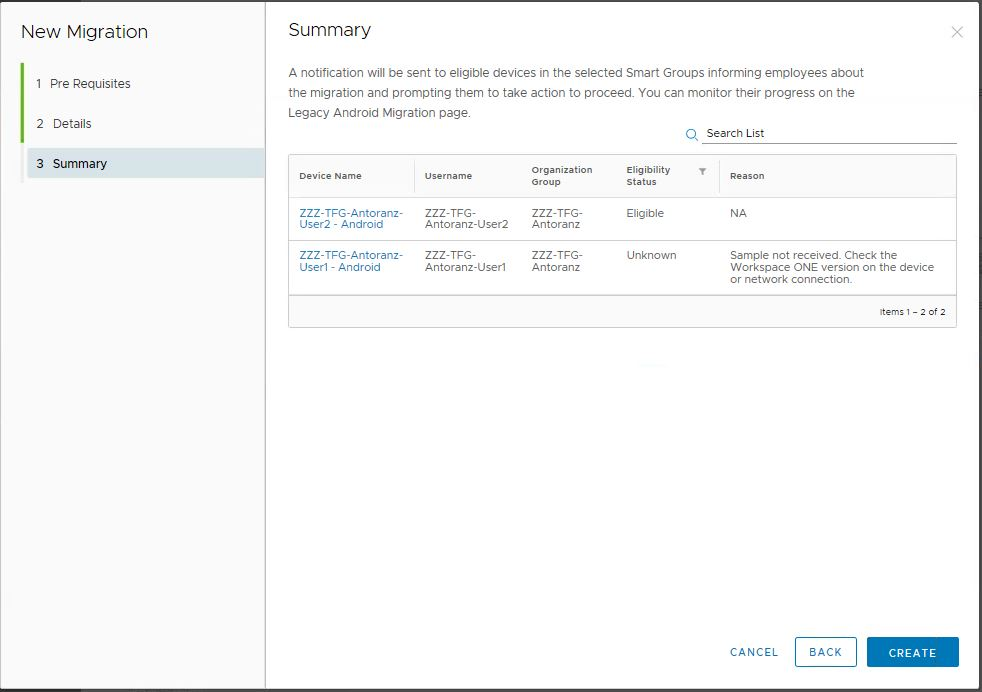 New Migration
1 Pre Requisites
2 Details
3 Summary
Summary
A notification will be sent to eligible devices in the selected Smart Groups informing employees about
the migration and prompting them to take action to proceed. You can monitor their progress on the
Legacy Android Migration page.
Search List
Device Name
Username
Organization
Group
Eligibility
Status
Reason
ZZZ-TFG-Antoranz-
User2 - Android
ZZZ-TFG-
Antoranz-User2
ZZZ-TFG-
Antoranz
Eligible
NA
ZZZ-TFG-Antoranz-
User1 - Android
ZZZ-TFG-
Antoranz-User1
ZZZ-TFG-
Antoranz
Unknown
Sample not received. Check the
Workspace ONE version on the device
or network connection.
Items 1 – 2 of 2
CANCEL
BACK
CREATE